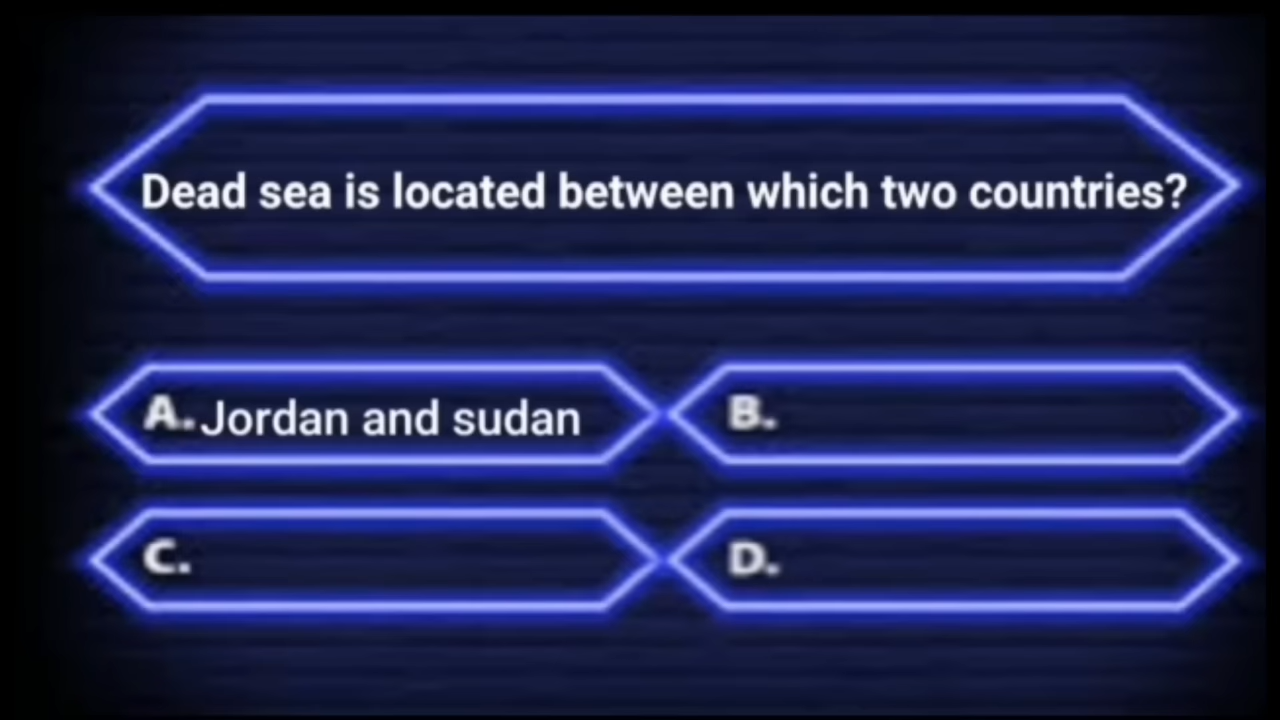 Dead sea is located between which two countries?
A. Jordan and sudan
B.
C.
D.